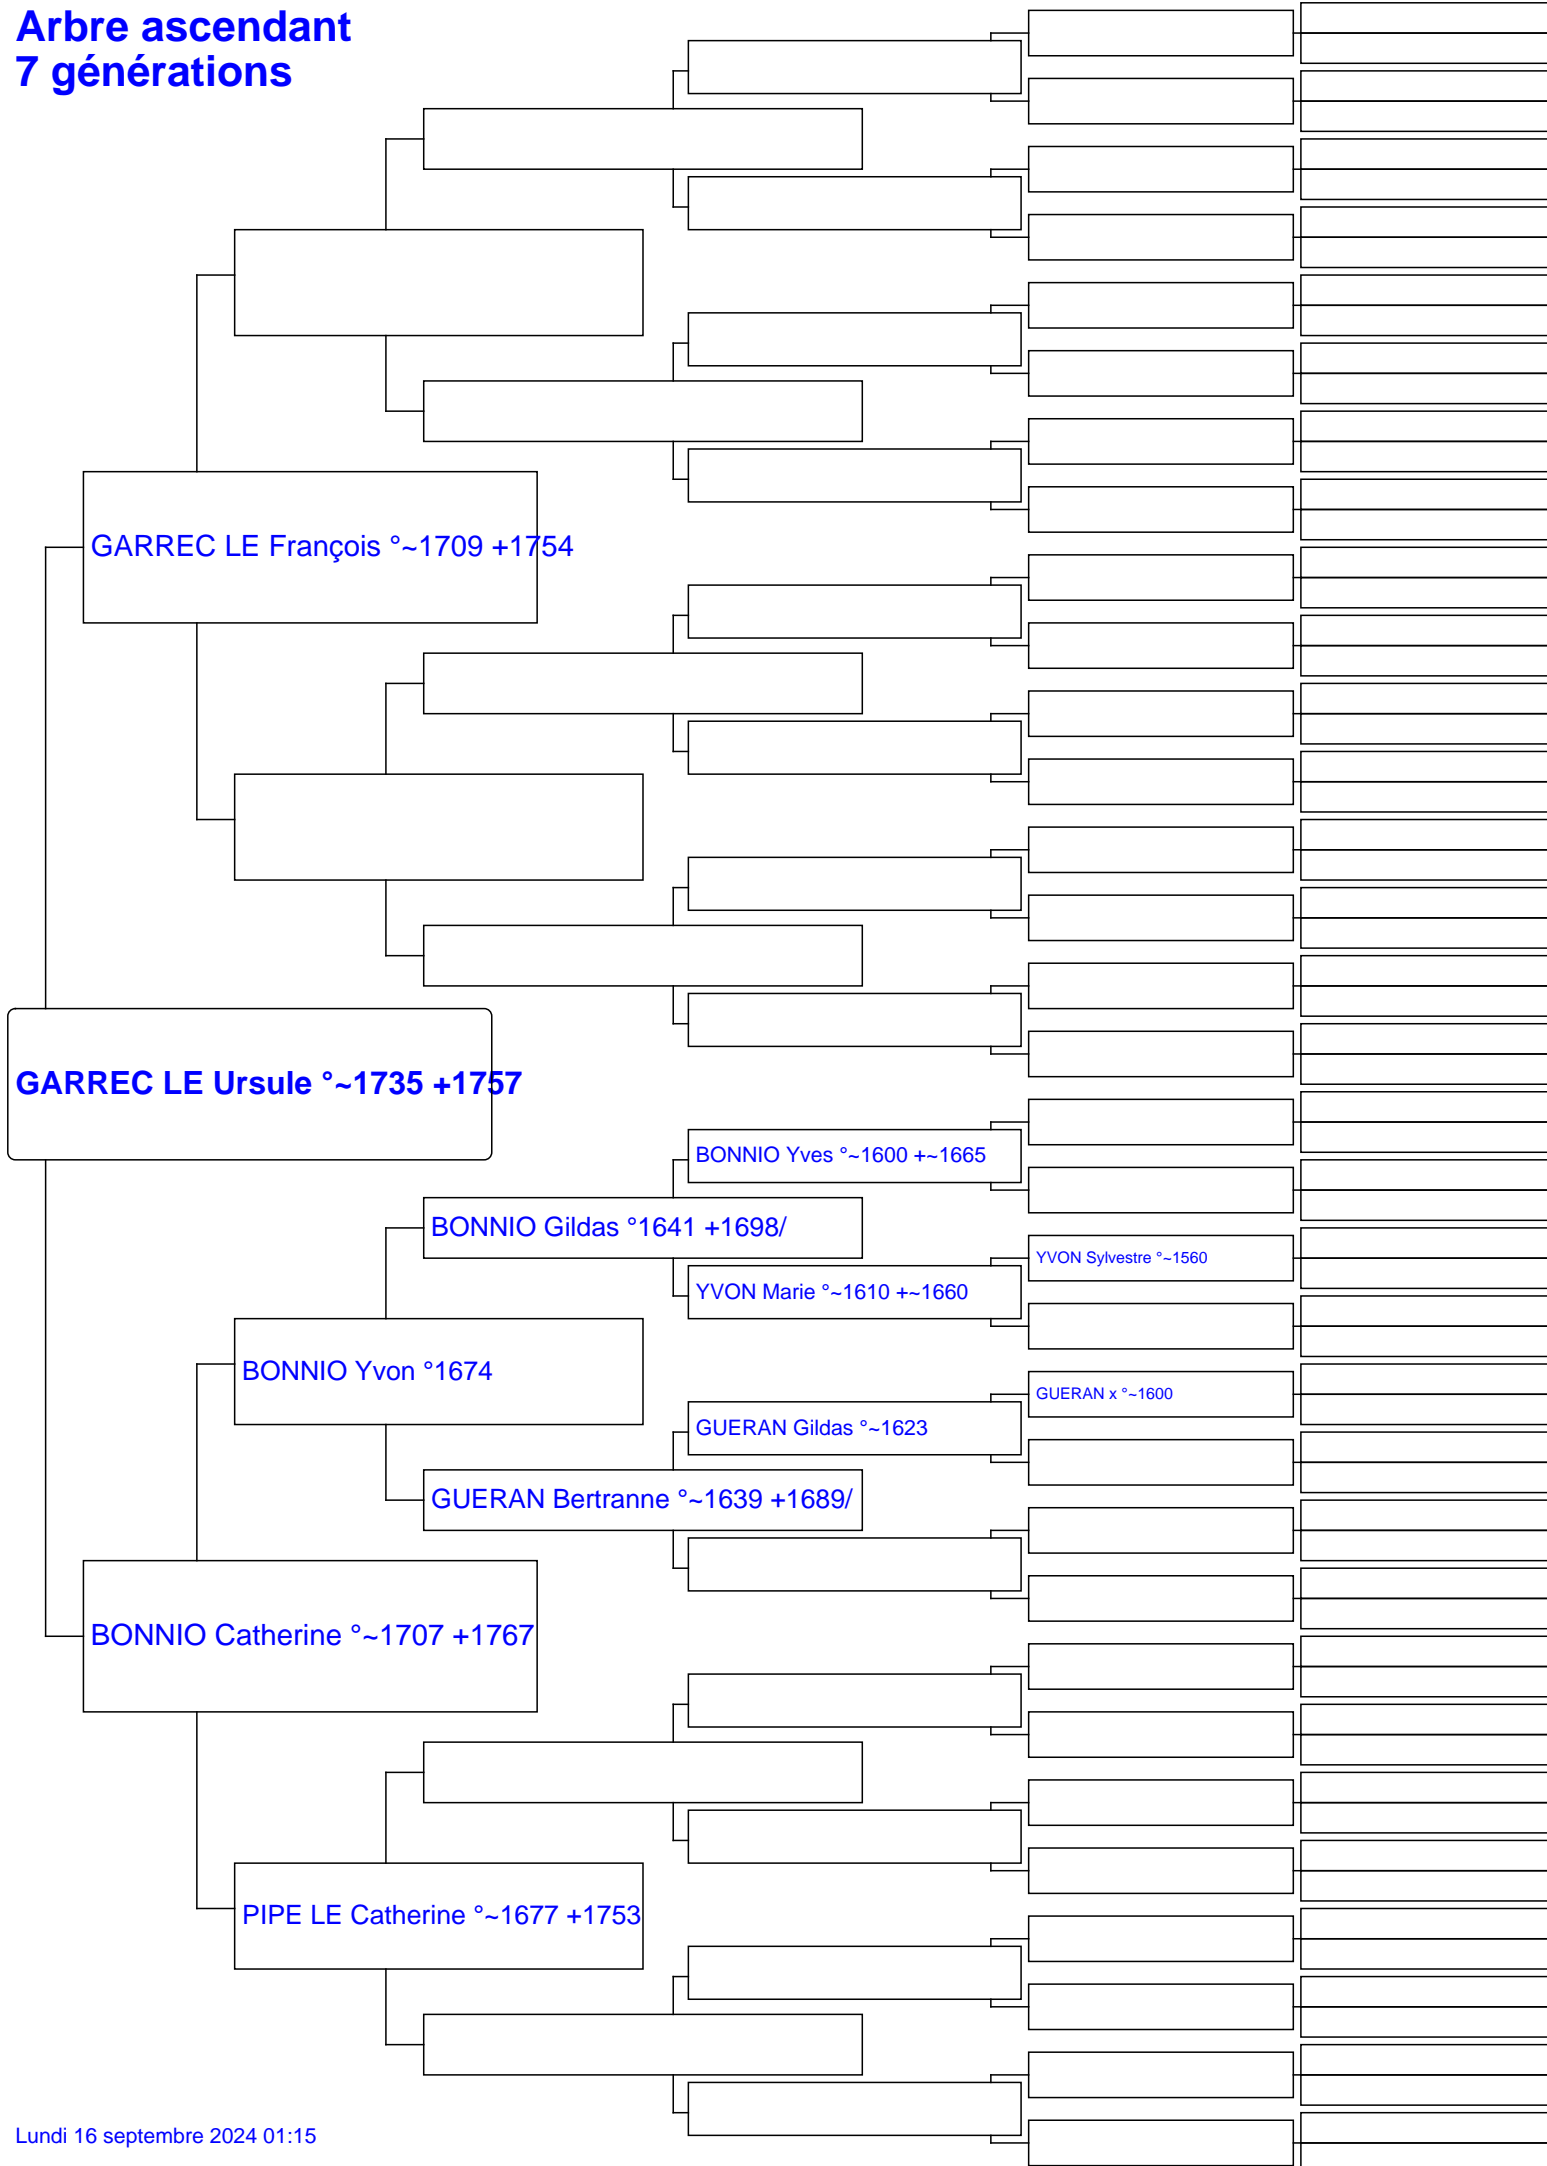 Arbre ascendant
7 générations
GARREC LE François °~1709 +1754
GARREC LE Ursule °~1735 +1757
BONNIO Yves °~1600 +~1665
BONNIO Gildas °1641 +1698/
YVON Sylvestre °~1560
YVON Marie °~1610 +~1660
BONNIO Yvon °1674
GUERAN x °~1600
GUERAN Gildas °~1623
GUERAN Bertranne °~1639 +1689/
BONNIO Catherine °~1707 +1767
PIPE LE Catherine °~1677 +1753
Lundi 16 septembre 2024 01:15